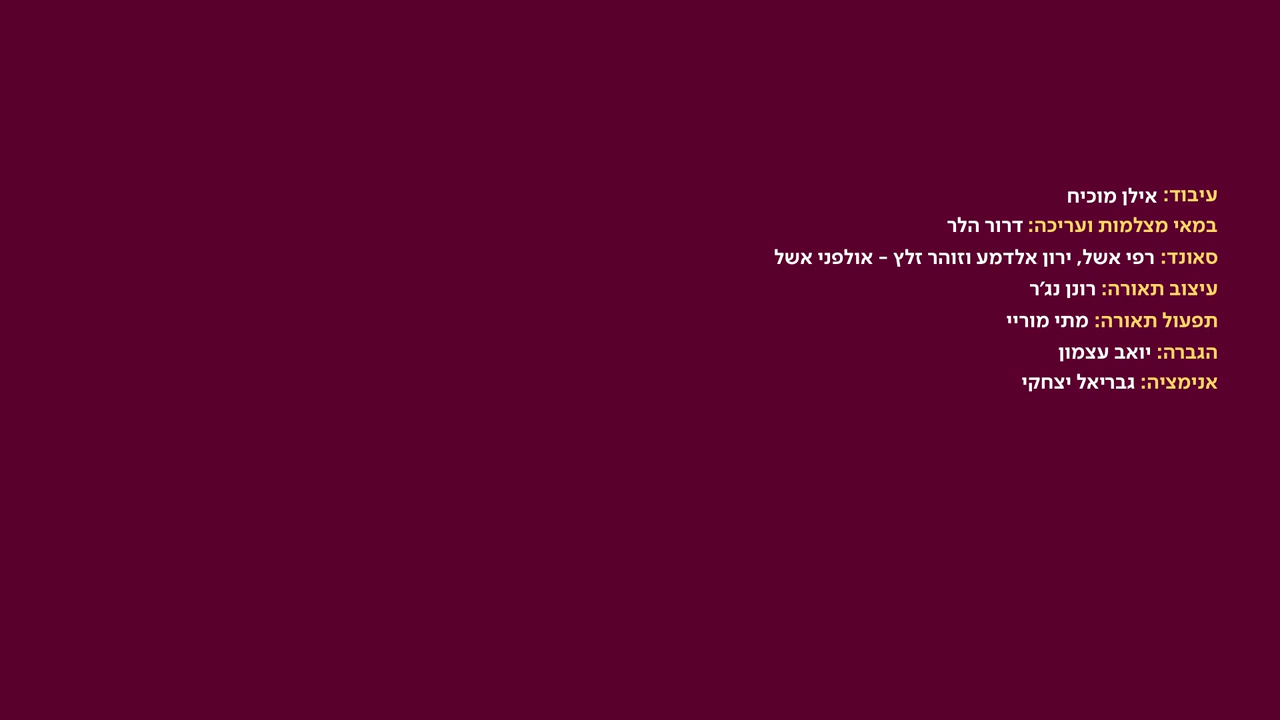 עיבוד: אילן מוכיח
במאי מצלמות ועריכה: דרור הלר
סאונד: רפי אשל, ירון אלדמע וזוהר זלץ - אולפני אשל
עיצוב תאורה: רונן נג'ר
תפעול תאורה: מתי מוריי
הגברה: יואב עצמון
אנימציה: גבריאל יצחקי